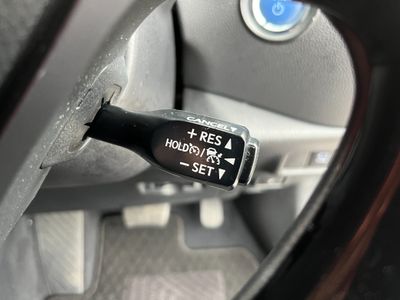 CANCEL
+ RES
HOLD /
− SET